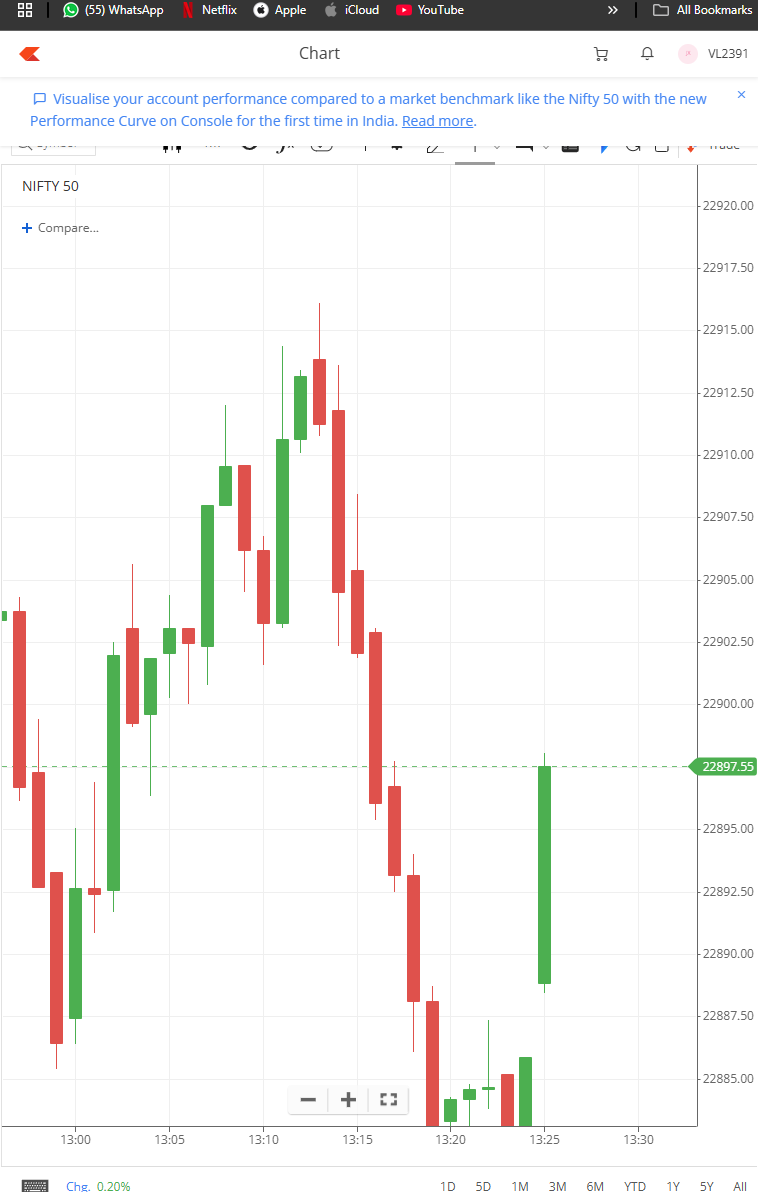 (55) WhatsApp Netflix Apple iCloud YouTube » All Bookmarks
Chart VL2391
Visualise your account performance compared to a market benchmark like the Nifty 50 with the new
Performance Curve on Console for the first time in India. Read more.
NIFTY 50
+ Compare...
22920.00
22917.50
22915.00
22912.50
22910.00
22907.50
22905.00
22902.50
22900.00
22897.55
22895.00
22892.50
22890.00
22887.50
22885.00
13:00 13:05 13:10 13:15 13:20 13:25 13:30
Chg. 0.20% 1D 5D 1M 3M 6M YTD 1Y 5Y All